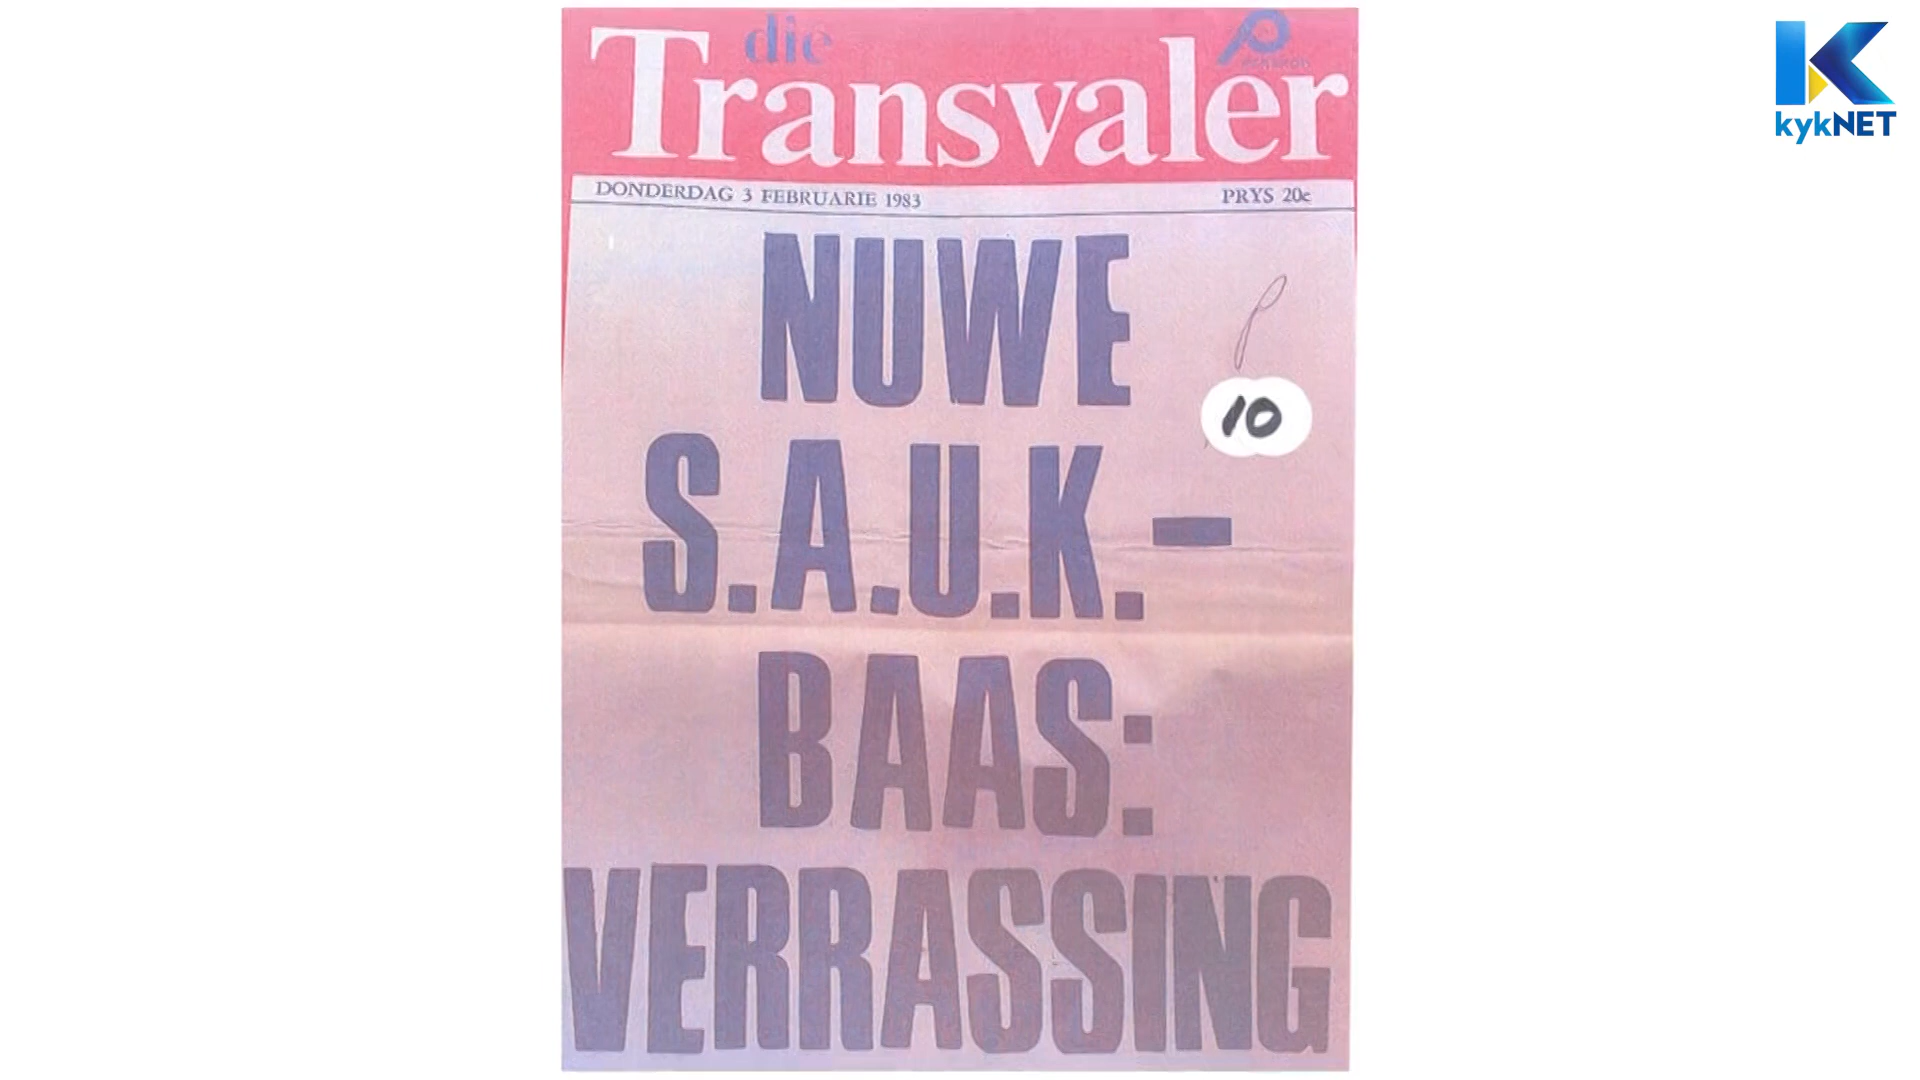 die
Transvaler
DONDERDAG 3 FEBRUARIE 1983 PRYS 20c
NUWE
S.A.U.K.-
BAAS:
VERRASSING
10
kykNET